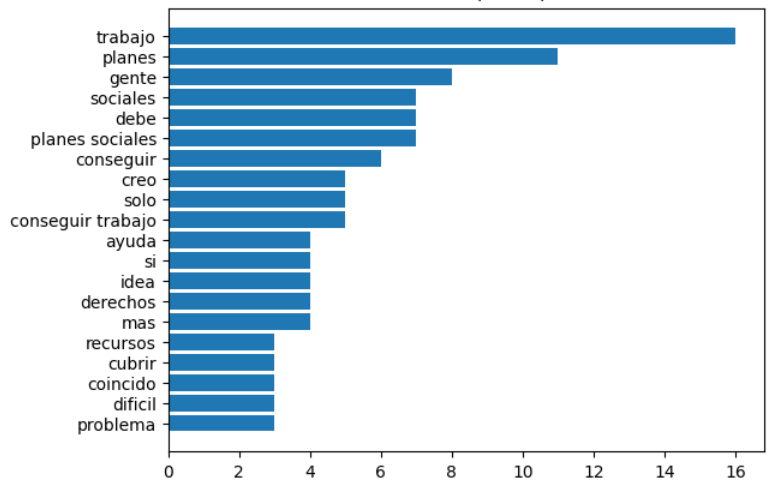 trabajo
planes
gente
sociales
debe
planes sociales
conseguir
creo
solo
conseguir trabajo
ayuda
si
idea
derechos
mas
recursos
cubrir
coincido
dificil
problema
0 2 4 6 8 10 12 14 16